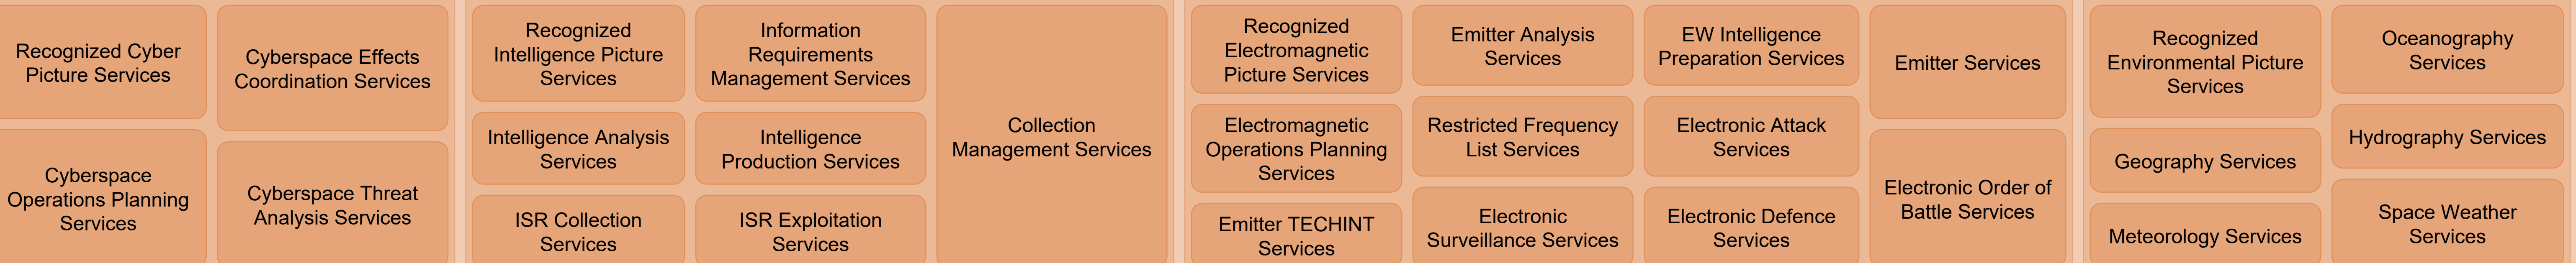 Recognized Cyber
Picture Services
Cyberspace
Operations Planning
Services
Cyberspace Effects
Coordination Services
Cyberspace Threat
Analysis Services
Recognized
Intelligence Picture
Services
Intelligence Analysis
Services
ISR Collection
Services
Information
Requirements
Management Services
Intelligence
Production Services
ISR Exploitation
Services
Collection
Management Services
Recognized
Electromagnetic
Picture Services
Electromagnetic
Operations Planning
Services
Emitter TECHINT
Services
Emitter Analysis
Services
Restricted Frequency
List Services
Electronic
Surveillance Services
EW Intelligence
Preparation Services
Electronic Attack
Services
Electronic Defence
Services
Emitter Services
Electronic Order of
Battle Services
Recognized
Environmental Picture
Services
Geography Services
Meteorology Services
Oceanography
Services
Hydrography Services
Space Weather
Services